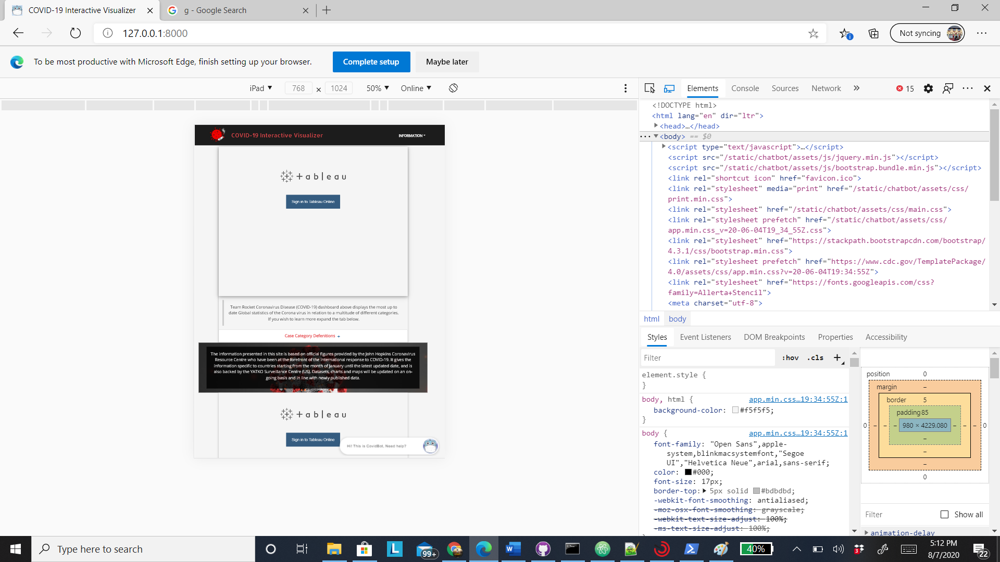 COVID-19 Interactive Visualizer
g - Google Search
127.0.0.1:8000
Not syncing
To be most productive with Microsoft Edge, finish setting up your browser.
Complete setup
Maybe later
iPad
768 × 1024
50%
Online
Elements
Console
Sources
Network
15
COVID-19 Interactive Visualizer
INFORMATION
+ableau
Sign in to Tableau Online
Team Rocket Coronavirus Disease (COVID-19) dashboard above displays the most up to
date Global statistics of the Corona virus in relation to a multitude of different categories.
If you wish to learn more expand the tab below.
Case Category Defenitions +
The information presented in this site is based on official figures provided by the John Hopkins Coronavirus
Resource Centre who have been at the forefront of the international response to COVID-19. It gives the
information specific to countries starting from the month of January until the latest updated date, and is
also backed by the YATKO Surveillance Centre (US). Datasets, charts and maps will be updated on an on-
going basis and in line with newly published data.
+ableau
Sign in to Tableau Online
Hi! This is CovidBot, Need help?
<!DOCTYPE html>
<html lang="en" dir="ltr">
<head>…</head>
<body> == $0
<script type="text/javascript">…</script>
<script src="/static/chatbot/assets/js/jquery.min.js"></script>
<script src="/static/chatbot/assets/js/bootstrap.bundle.min.js"></script>
<link rel="shortcut icon" href="favicon.ico">
<link rel="stylesheet" media="print" href="/static/chatbot/assets/css/
print.min.css">
<link rel="stylesheet" href="/static/chatbot/assets/css/main.css">
<link rel="stylesheet prefetch" href="/static/chatbot/assets/css/
app.min.css_v=20-06-04T19_34_55Z.css">
<link rel="stylesheet" href="https://stackpath.bootstrapcdn.com/bootstrap/
4.3.1/css/bootstrap.min.css">
<link rel="stylesheet prefetch" href="https://www.cdc.gov/TemplatePackage/
4.0/assets/css/app.min.css?v=20-06-04T19:34:55Z">
<link rel="stylesheet" href="https://fonts.googleapis.com/css?
family=Allerta+Stencil">
<meta charset="utf-8">
html body
Styles
Event Listeners
DOM Breakpoints
Properties
Accessibility
Filter
:hov .cls +
element.style {
}
body, html {
app.min.css…19:34:55Z:1
background-color: #f5f5f5;
}
body {
app.min.css…19:34:55Z:1
font-family: "Open Sans",apple-
system,blinkmacsystemfont,"Segoe
UI","Helvetica Neue",arial,sans-serif;
color: #000;
font-size: 17px;
border-top: 5px solid #bdbdbd;
-webkit-font-smoothing: antialiased;
-moz-osx-font-smoothing: grayscale;
-webkit-text-size-adjust: 100%;
-ms-text-size-adjust: 100%;
position 0
margin –
border 5
padding 85
0 – – – 980 × 4229.080 – – – 0
–
–
–
0
Filter
Show all
animation-delay
Type here to search
L
99+
W
40%
3
5:12 PM
8/7/2020
22